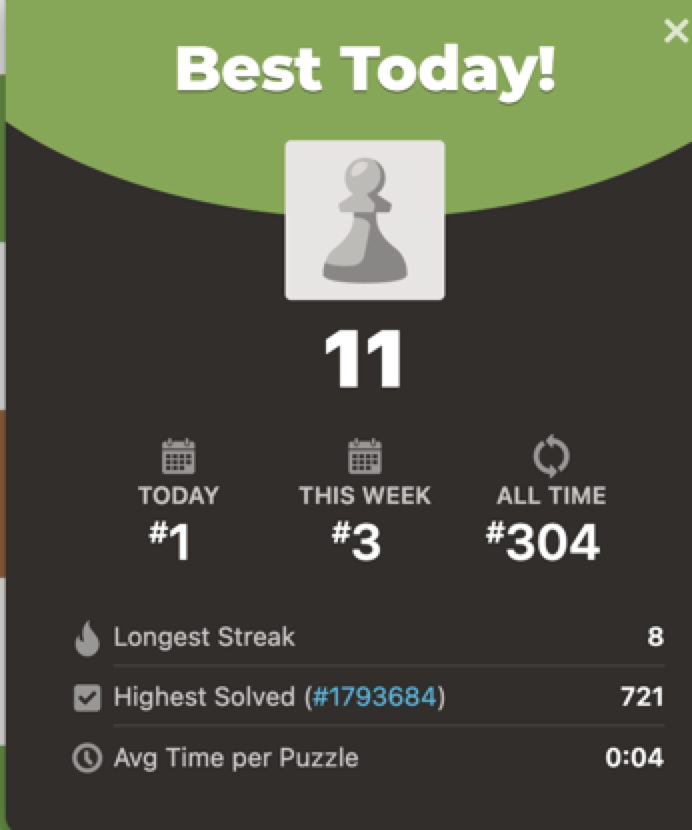 Best Today!
11
TODAY THIS WEEK ALL TIME
#1 #3 #304
Longest Streak 8
Highest Solved (#1793684) 721
Avg Time per Puzzle 0:04